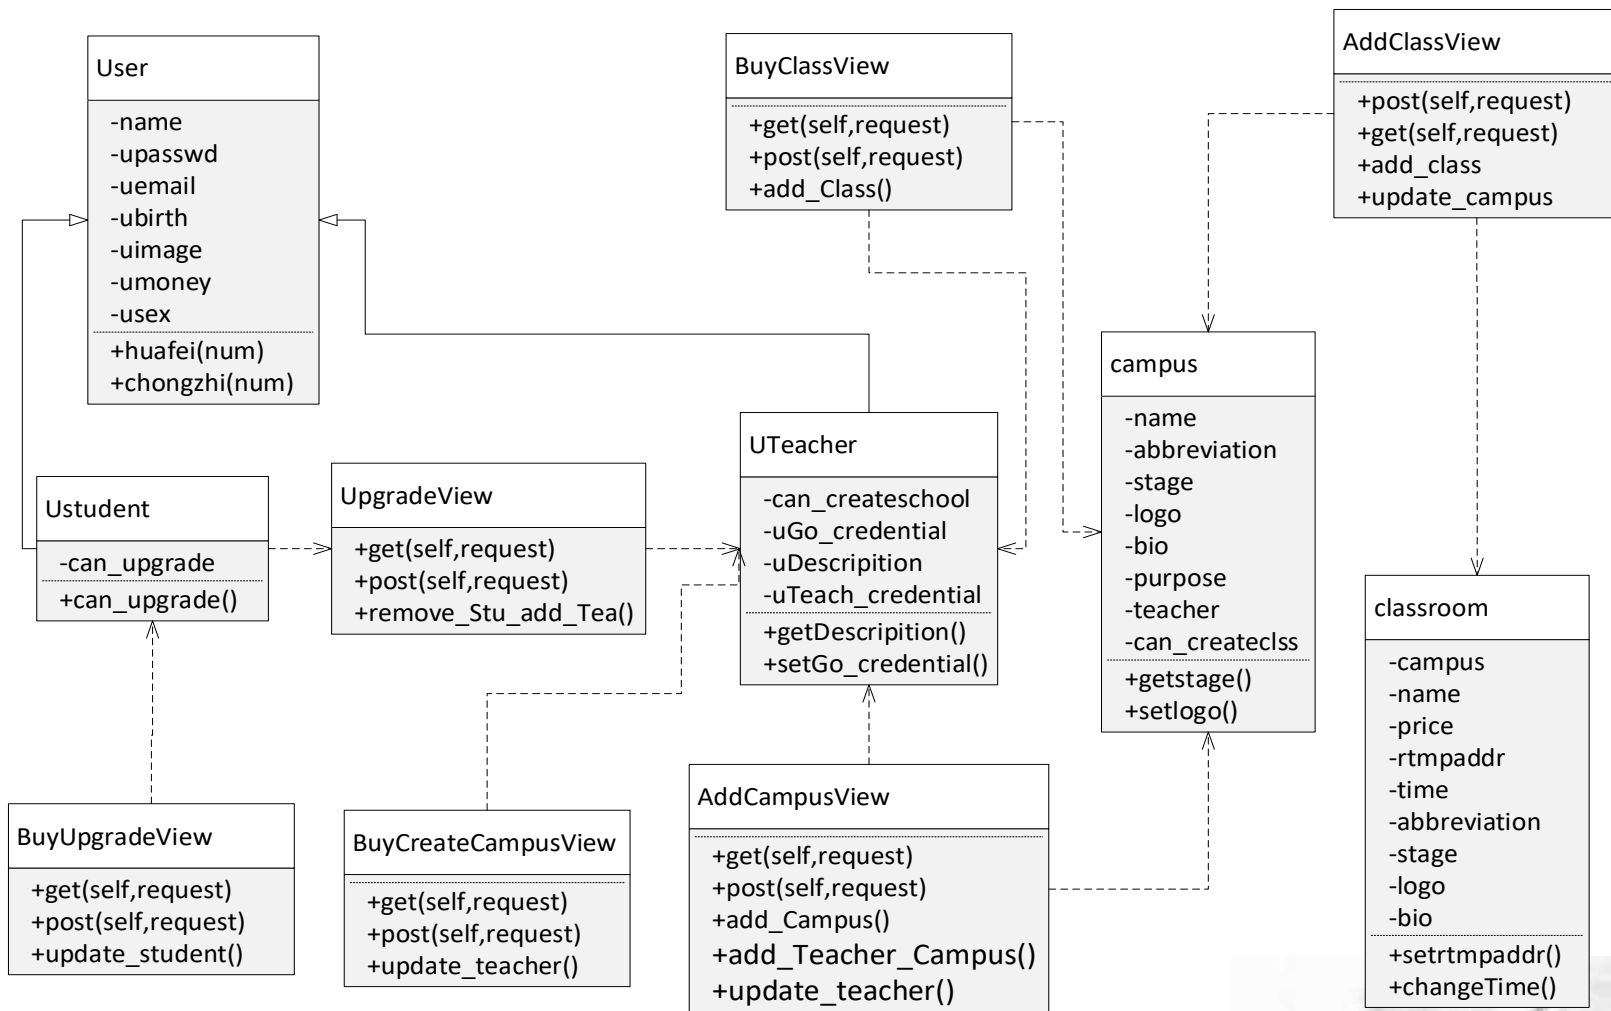 User
-name
-upasswd
-uemail
-ubirth
-uimage
-umoney
-usex
+huafei(num)
+chongzhi(num)
BuyClassView
+get(self,request)
+post(self,request)
+add_Class()
AddClassView
+post(self,request)
+get(self,request)
+add_class
+update_campus
Ustudent
-can_upgrade
+can_upgrade()
UpgradeView
+get(self,request)
+post(self,request)
+remove_Stu_add_Tea()
UTeacher
-can_createschool
-uGo_credential
-uDescripition
-uTeach_credential
+getDescripition()
+setGo_credential()
campus
-name
-abbreviation
-stage
-logo
-bio
-purpose
-teacher
-can_createclss
+getstage()
+setlogo()
classroom
-campus
-name
-price
-rtmpaddr
-time
-abbreviation
-stage
-logo
-bio
+setrtmpaddr()
+changeTime()
BuyUpgradeView
+get(self,request)
+post(self,request)
+update_student()
BuyCreateCampusView
+get(self,request)
+post(self,request)
+update_teacher()
AddCampusView
+get(self,request)
+post(self,request)
+add_Campus()
+add_Teacher_Campus()
+update_teacher()